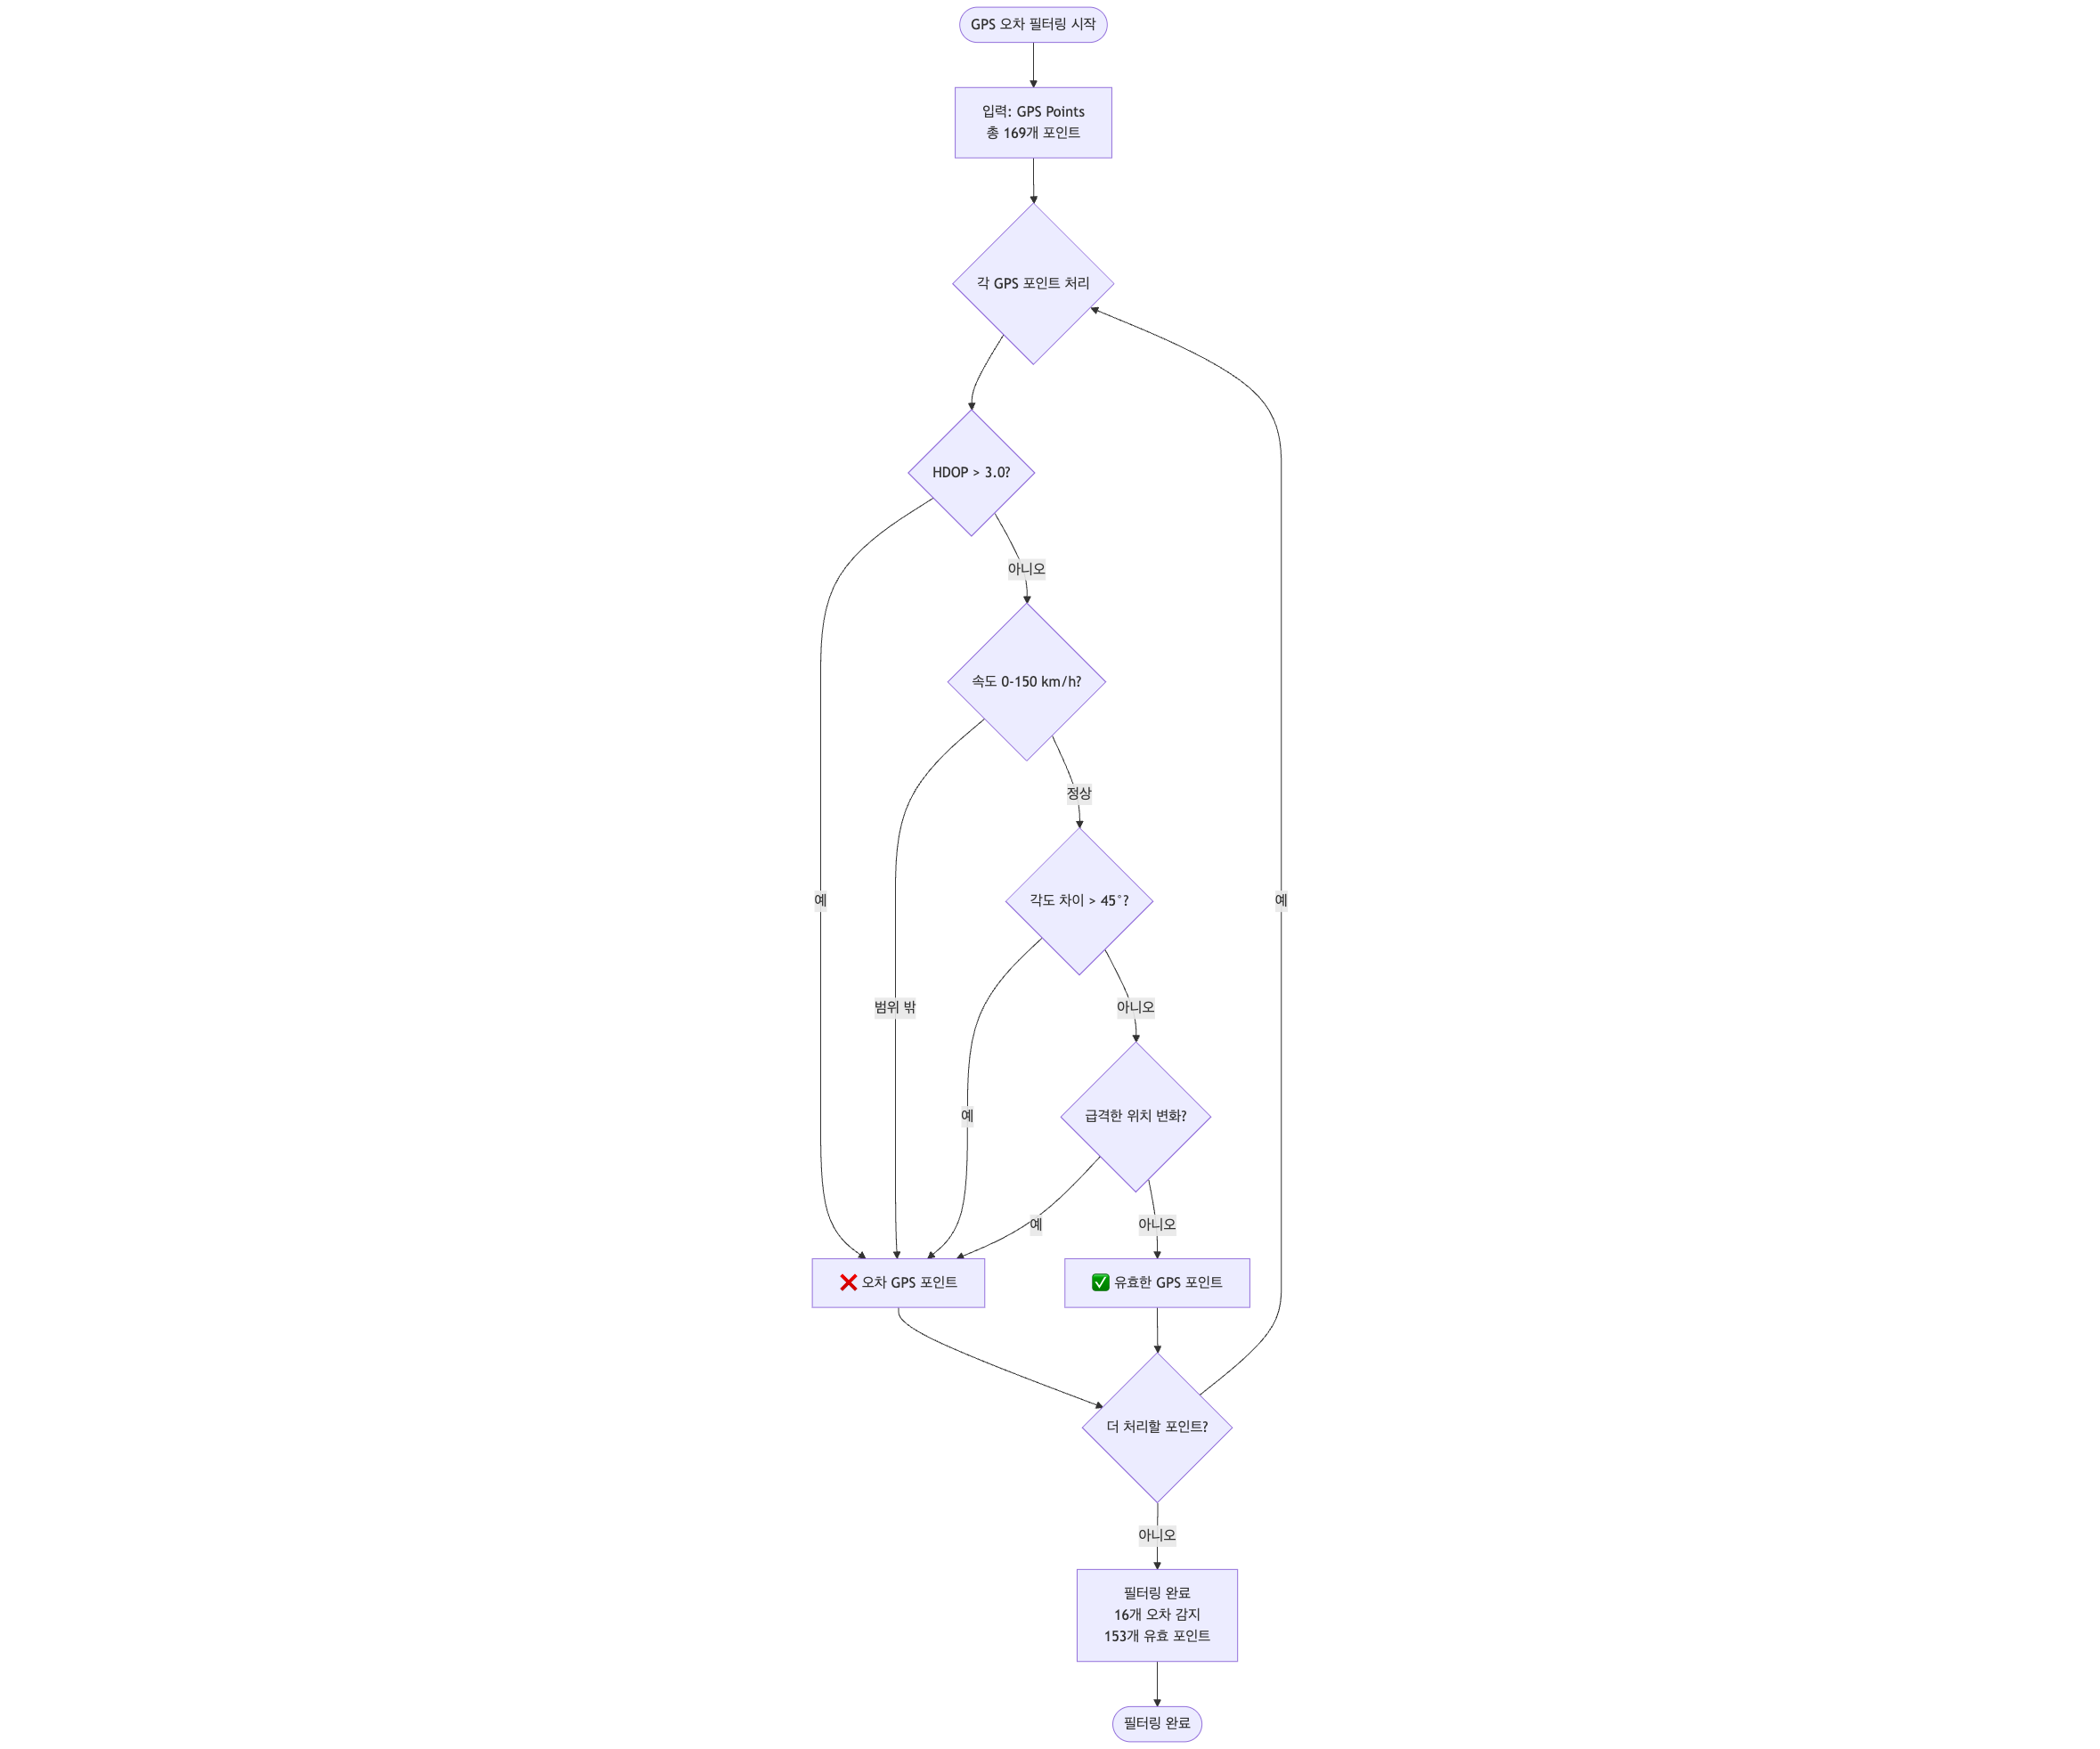 GPS 오차 필터링 시작
입력: GPS Points
총 169개 포인트
각 GPS 포인트 처리
HDOP > 3.0?
아니오
속도 0-150 km/h?
정상
각도 차이 > 45°?
예
예
범위 밖
아니오
예
급격한 위치 변화?
예
아니오
❌ 오차 GPS 포인트
✅ 유효한 GPS 포인트
더 처리할 포인트?
아니오
필터링 완료
16개 오차 감지
153개 유효 포인트
필터링 완료